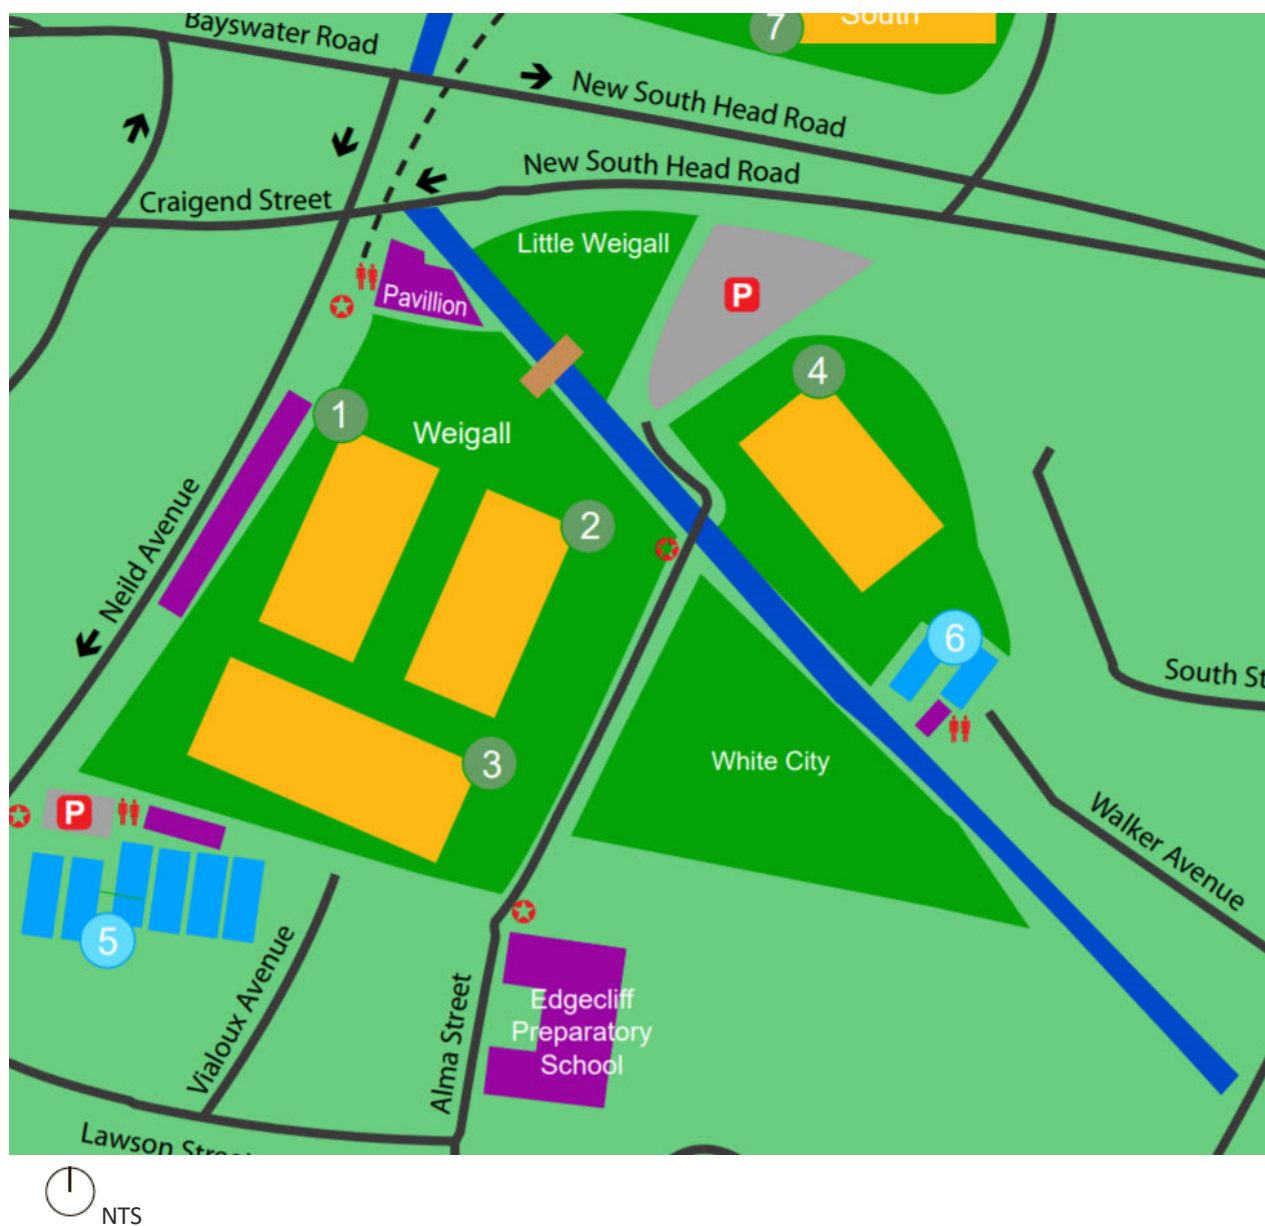 Bayswater Road
7
South
New South Head Road
New South Head Road
Craigend Street
Little Weigall
P
Pavillion
4
1
Weigall
2
Neild Avenue
6
South St
3
White City
P
Walker Avenue
5
Vialoux Avenue
Edgecliff
Preparatory
School
Alma Street
Lawson Street
NTS